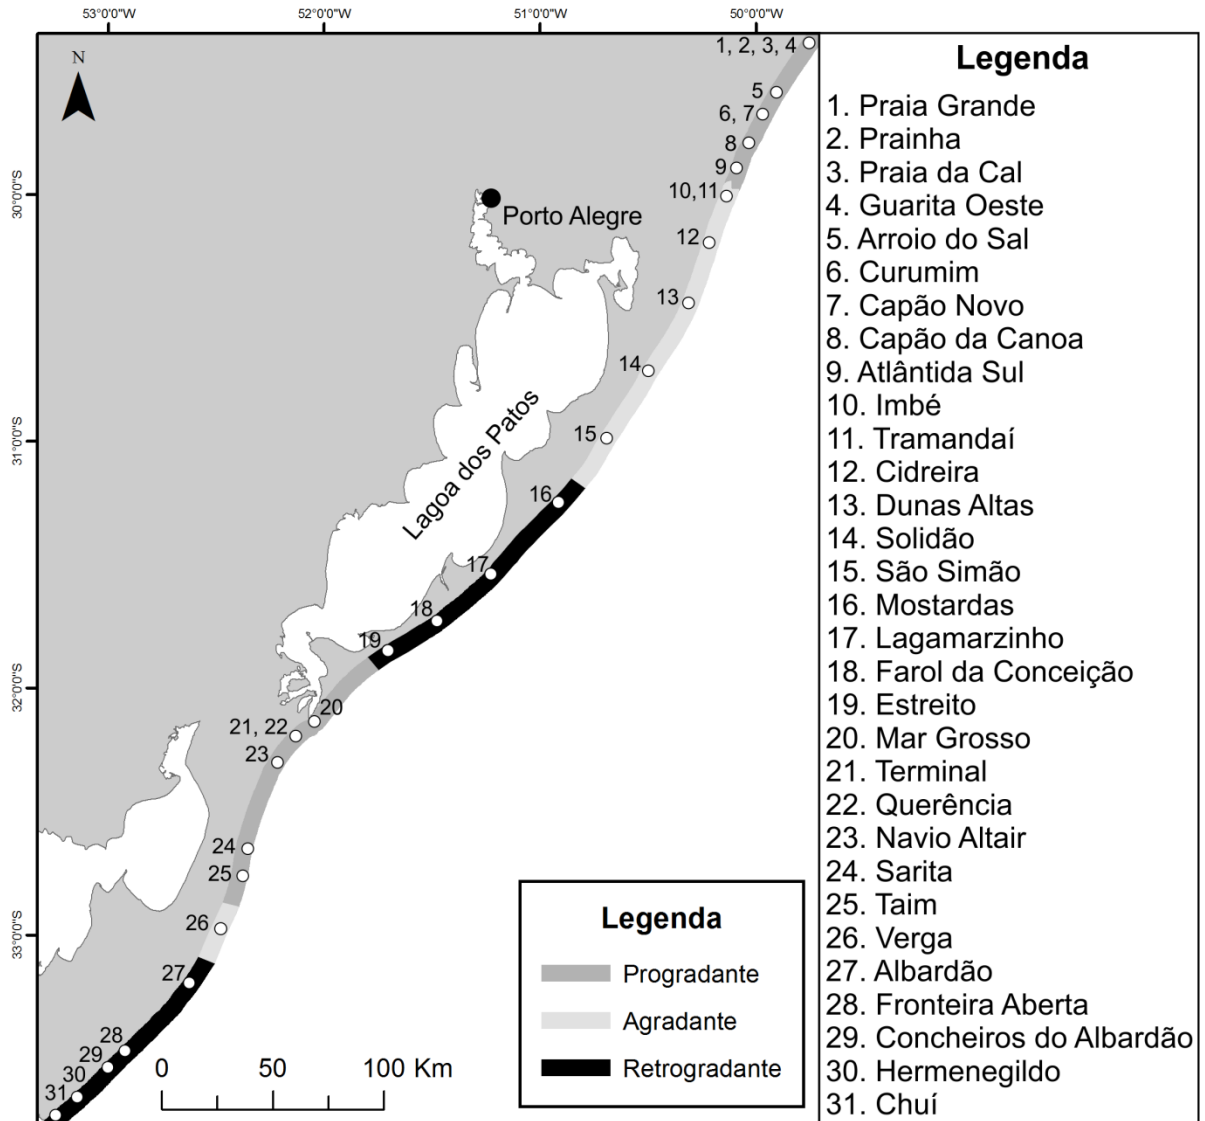 53°0'0"W
52°0'0"W
51°0'0"W
50°0'0"W
N
1, 2, 3, 4
5
6, 7
8
9
10,11
30°0'0"S
Porto Alegre
12
13
14
Lagoa dos Patos
15
31°0'0"S
16
17
18
19
32°0'0"S
20
21, 22
23
24
25
26
33°0'0"S
27
28
29
30
31
0
50
100 Km
Legenda
Progradante
Agradante
Retrogradante
Legenda
1. Praia Grande
2. Prainha
3. Praia da Cal
4. Guarita Oeste
5. Arroio do Sal
6. Curumim
7. Capão Novo
8. Capão da Canoa
9. Atlântida Sul
10. Imbé
11. Tramandaí
12. Cidreira
13. Dunas Altas
14. Solidão
15. São Simão
16. Mostardas
17. Lagamarzinho
18. Farol da Conceição
19. Estreito
20. Mar Grosso
21. Terminal
22. Querência
23. Navio Altair
24. Sarita
25. Taim
26. Verga
27. Albardão
28. Fronteira Aberta
29. Concheiros do Albardão
30. Hermenegildo
31. Chuí